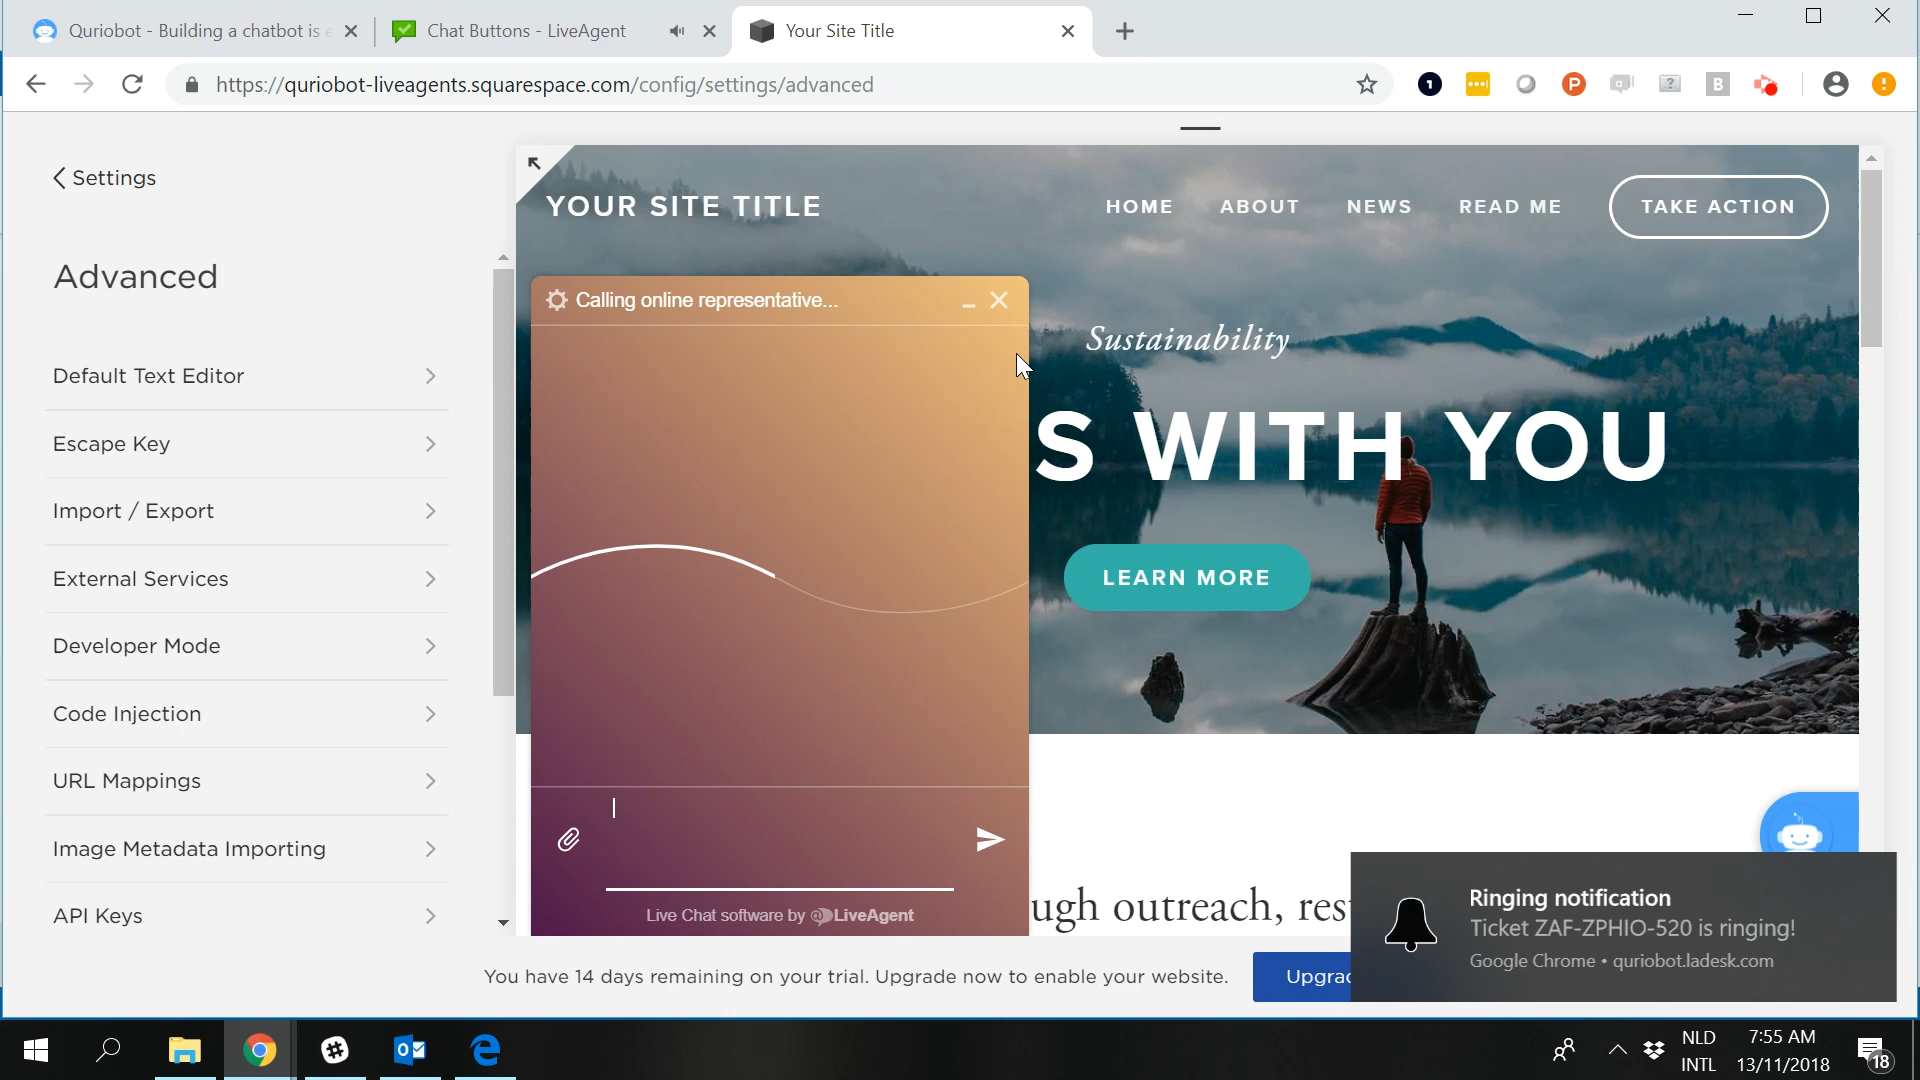 Quriobot - Building a chatbot is
Chat Buttons - LiveAgent
Your Site Title
https://quriobot-liveagents.squarespace.com/config/settings/advanced
Settings
Advanced
Default Text Editor
Escape Key
Import / Export
External Services
Developer Mode
Code Injection
URL Mappings
Image Metadata Importing
API Keys
YOUR SITE TITLE
HOME
ABOUT
NEWS
READ ME
TAKE ACTION
Calling online representative...
Sustainability
S WITH YOU
LEARN MORE
Live Chat software by LiveAgent
ugh outreach, res
You have 14 days remaining on your trial. Upgrade now to enable your website.
Upgrad
Ringing notification
Ticket ZAF-ZPHIO-520 is ringing!
Google Chrome • quriobot.ladesk.com
NLD
INTL
7:55 AM
13/11/2018
18